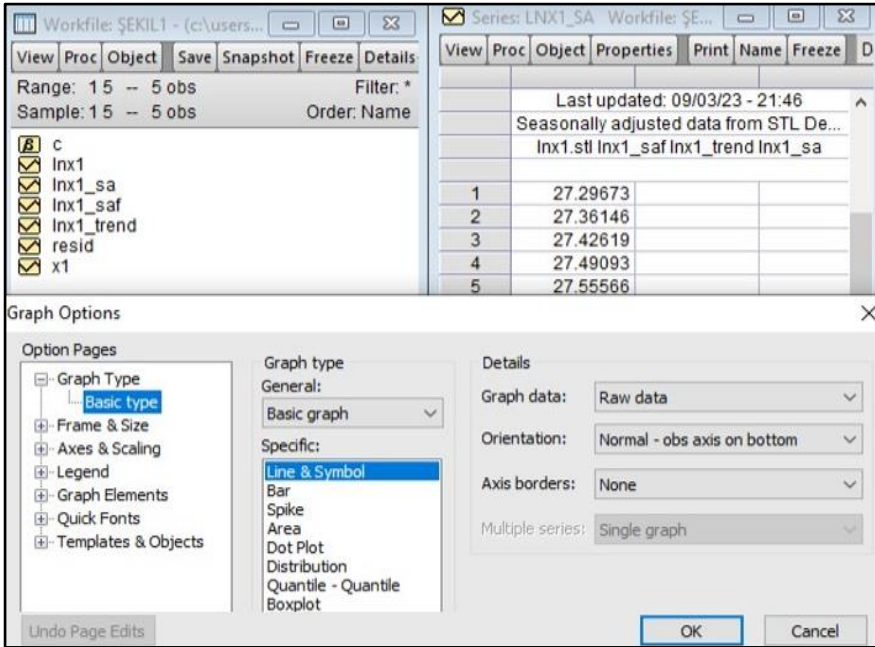 Workfile: ŞEKIL1 - (c:\users...
View Proc Object Save Snapshot Freeze Details
Range: 1 5 -- 5 obs Filter: *
Sample: 1 5 -- 5 obs Order: Name
c
lnx1
lnx1_sa
lnx1_saf
lnx1_trend
resid
x1
Series: LNX1_SA Workfile: ŞE...
View Proc Object Properties Print Name Freeze D
Last updated: 09/03/23 - 21:46
Seasonally adjusted data from STL De...
lnx1.stl lnx1_saf lnx1_trend lnx1_sa
1 27.29673
2 27.36146
3 27.42619
4 27.49093
5 27.55566
Graph Options
Option Pages
Graph Type
Basic type
Frame & Size
Axes & Scaling
Legend
Graph Elements
Quick Fonts
Templates & Objects
Undo Page Edits
Graph type
General:
Basic graph
Specific:
Line & Symbol
Bar
Spike
Area
Dot Plot
Distribution
Quantile - Quantile
Boxplot
Details
Graph data: Raw data
Orientation: Normal - obs axis on bottom
Axis borders: None
Multiple series: Single graph
OK Cancel